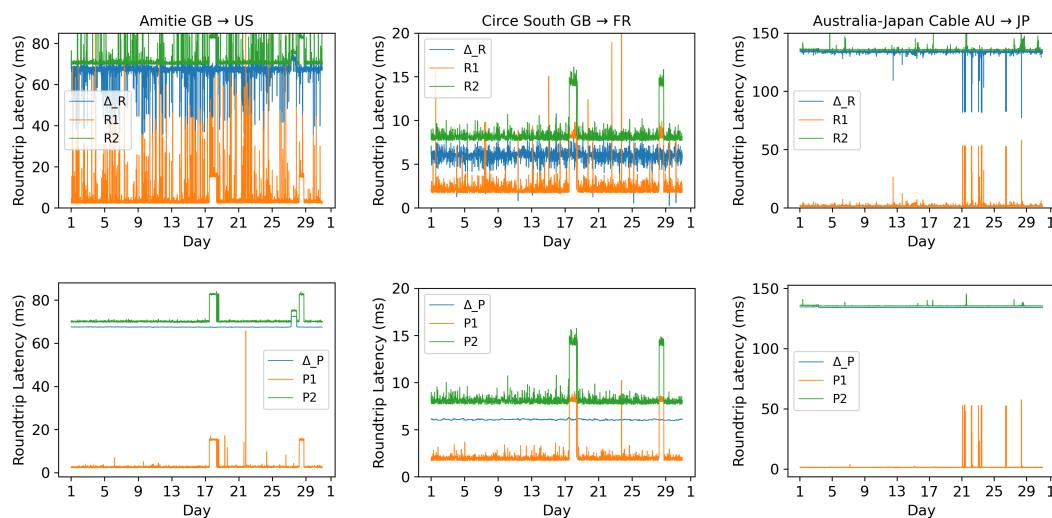 Amitie GB → US
Roundtrip Latency (ms)
80
60
40
20
0
Δ_R
R1
R2
1 5 9 13 17 21 25 29 1
Day
Circe South GB → FR
Roundtrip Latency (ms)
20
15
10
5
0
Δ_R
R1
R2
1 5 9 13 17 21 25 29 1
Day
Australia-Japan Cable AU → JP
Roundtrip Latency (ms)
150
100
50
0
Δ_R
R1
R2
1 5 9 13 17 21 25 29 1
Day
Roundtrip Latency (ms)
80
60
40
20
0
Δ_P
P1
P2
1 5 9 13 17 21 25 29 1
Day
Roundtrip Latency (ms)
20
15
10
5
0
Δ_P
P1
P2
1 5 9 13 17 21 25 29 1
Day
Roundtrip Latency (ms)
150
100
50
0
Δ_P
P1
P2
1 5 9 13 17 21 25 29 1
Day